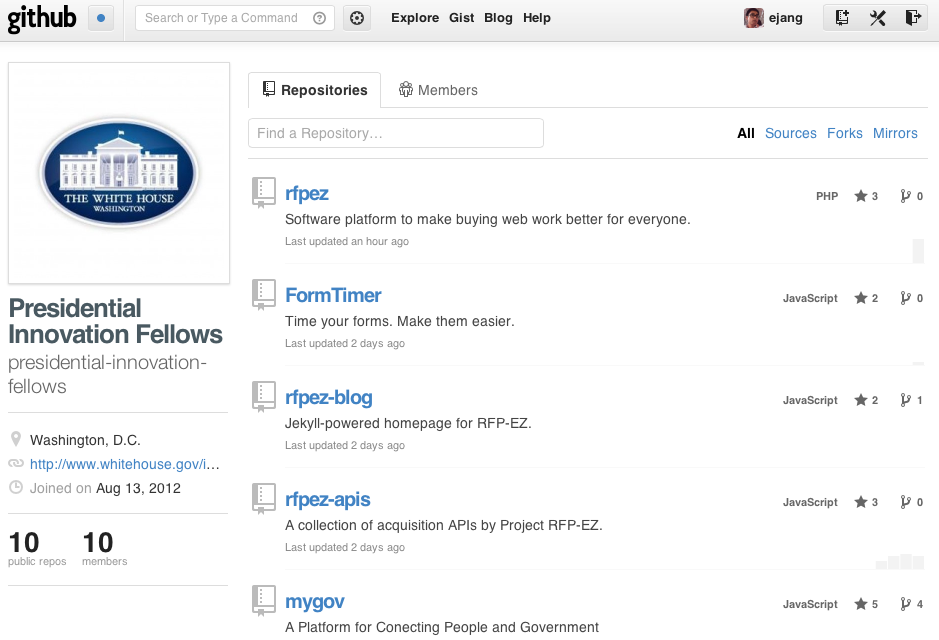 github
Search or Type a Command
Explore Gist Blog Help
ejang
THE WHITE HOUSE
WASHINGTON
Presidential
Innovation Fellows
presidential-innovation-
fellows
Washington, D.C.
http://www.whitehouse.gov/i…
Joined on Aug 13, 2012
10 10
public repos members
Repositories Members
Find a Repository…
All Sources Forks Mirrors
rfpez PHP 3 0
Software platform to make buying web work better for everyone.
Last updated an hour ago
FormTimer JavaScript 2 0
Time your forms. Make them easier.
Last updated 2 days ago
rfpez-blog JavaScript 2 1
Jekyll-powered homepage for RFP-EZ.
Last updated 2 days ago
rfpez-apis JavaScript 3 0
A collection of acquisition APIs by Project RFP-EZ.
Last updated 2 days ago
mygov JavaScript 5 4
A Platform for Conecting People and Government